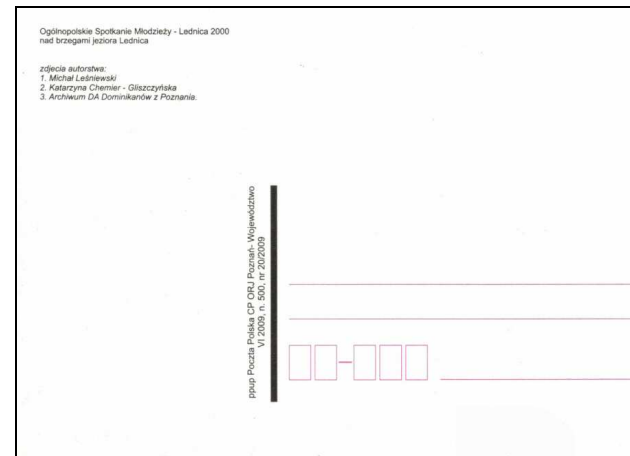 Ogólnopolskie Spotkanie Młodzieży - Lednica 2000
nad brzegami jeziora Lednica
zdjecia autorstwa:
1. Michał Leśniewski
2. Katarzyna Chemier - Gliszczyńska
3. Archiwum DA Dominikanów z Poznania.
ppup Poczta Polska CP ORJ Poznań- Województwo
VI 2009, n. 500, nr 20/2009